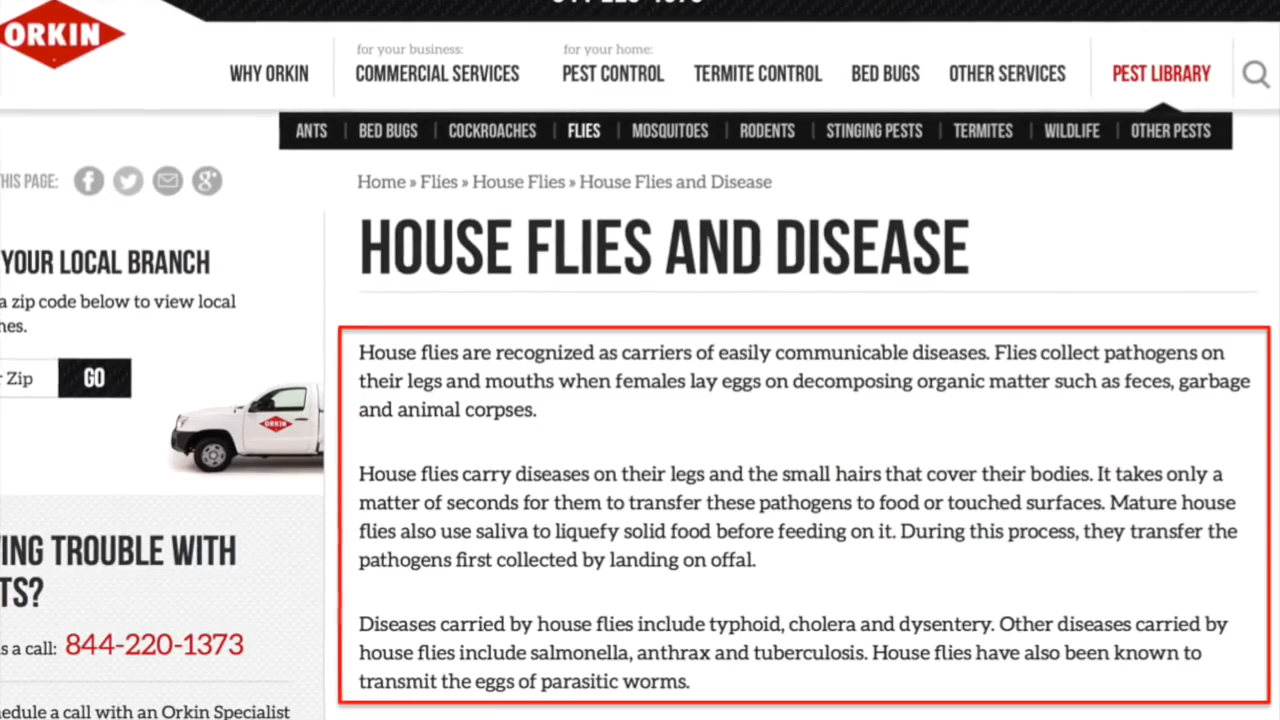 ORKIN
for your business:
for your home:
WHY ORKIN
COMMERCIAL SERVICES
PEST CONTROL
TERMITE CONTROL
BED BUGS
OTHER SERVICES
PEST LIBRARY
ANTS | BED BUGS | COCKROACHES | FLIES | MOSQUITOES | RODENTS | STINGING PESTS | TERMITES | WILDLIFE | OTHER PESTS
PAGE:
Home » Flies » House Flies » House Flies and Disease
HOUSE FLIES AND DISEASE
YOUR LOCAL BRANCH
a zip code below to view local
Zip
GO
ORKIN
House flies are recognized as carriers of easily communicable diseases. Flies collect pathogens on
their legs and mouths when females lay eggs on decomposing organic matter such as feces, garbage
and animal corpses.
House flies carry diseases on their legs and the small hairs that cover their bodies. It takes only a
matter of seconds for them to transfer these pathogens to food or touched surfaces. Mature house
flies also use saliva to liquefy solid food before feeding on it. During this process, they transfer the
pathogens first collected by landing on offal.
Diseases carried by house flies include typhoid, cholera and dysentery. Other diseases carried by
house flies include salmonella, anthrax and tuberculosis. House flies have also been known to
transmit the eggs of parasitic worms.
TROUBLE WITH
a call: 844-220-1373
a call with an Orkin Specialist